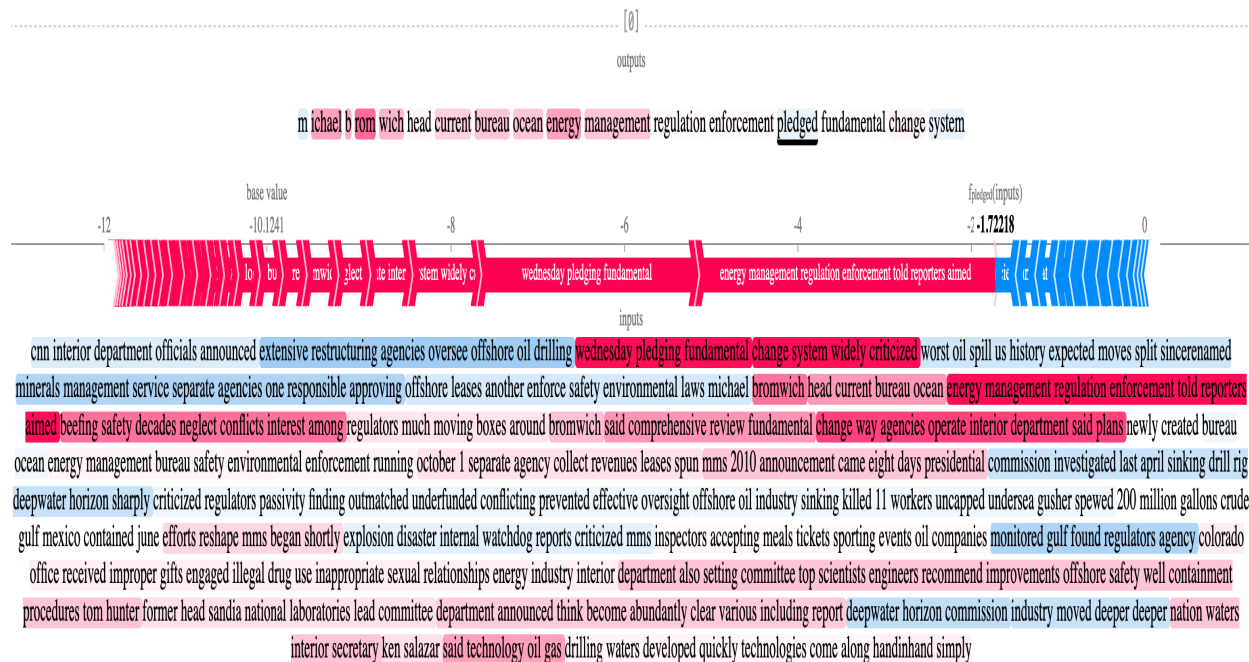 [0]
outputs
m ichael b rom wich head current bureau ocean energy management regulation enforcement pledged fundamental change system
base value
f pledged(inputs)
-12 -10.1241 -8 -6 -4 -2 -1.72218 0
lo bu re mwic glect te inter stem widely c wednesday pledging fundamental energy management regulation enforcement told reporters aimed
inputs
cnn interior department officials announced extensive restructuring agencies oversee offshore oil drilling wednesday pledging fundamental change system widely criticized worst oil spill us history expected moves split sincerenamed
minerals management service separate agencies one responsible approving offshore leases another enforce safety environmental laws michael bromwich head current bureau ocean energy management regulation enforcement told reporters
aimed beefing safety decades neglect conflicts interest among regulators much moving boxes around bromwich said comprehensive review fundamental change way agencies operate interior department said plans newly created bureau
ocean energy management bureau safety environmental enforcement running october 1 separate agency collect revenues leases spun mms 2010 announcement came eight days presidential commission investigated last april sinking drill rig
deepwater horizon sharply criticized regulators passivity finding outmatched underfunded conflicting prevented effective oversight offshore oil industry sinking killed 11 workers uncapped undersea gusher spewed 200 million gallons crude
gulf mexico contained june efforts reshape mms began shortly explosion disaster internal watchdog reports criticized mms inspectors accepting meals tickets sporting events oil companies monitored gulf found regulators agency colorado
office received improper gifts engaged illegal drug use inappropriate sexual relationships energy industry interior department also setting committee top scientists engineers recommend improvements offshore safety well containment
procedures tom hunter former head sandia national laboratories lead committee department announced think become abundantly clear various including report deepwater horizon commission industry moved deeper deeper nation waters
interior secretary ken salazar said technology oil gas drilling waters developed quickly technologies come along handinhand simply